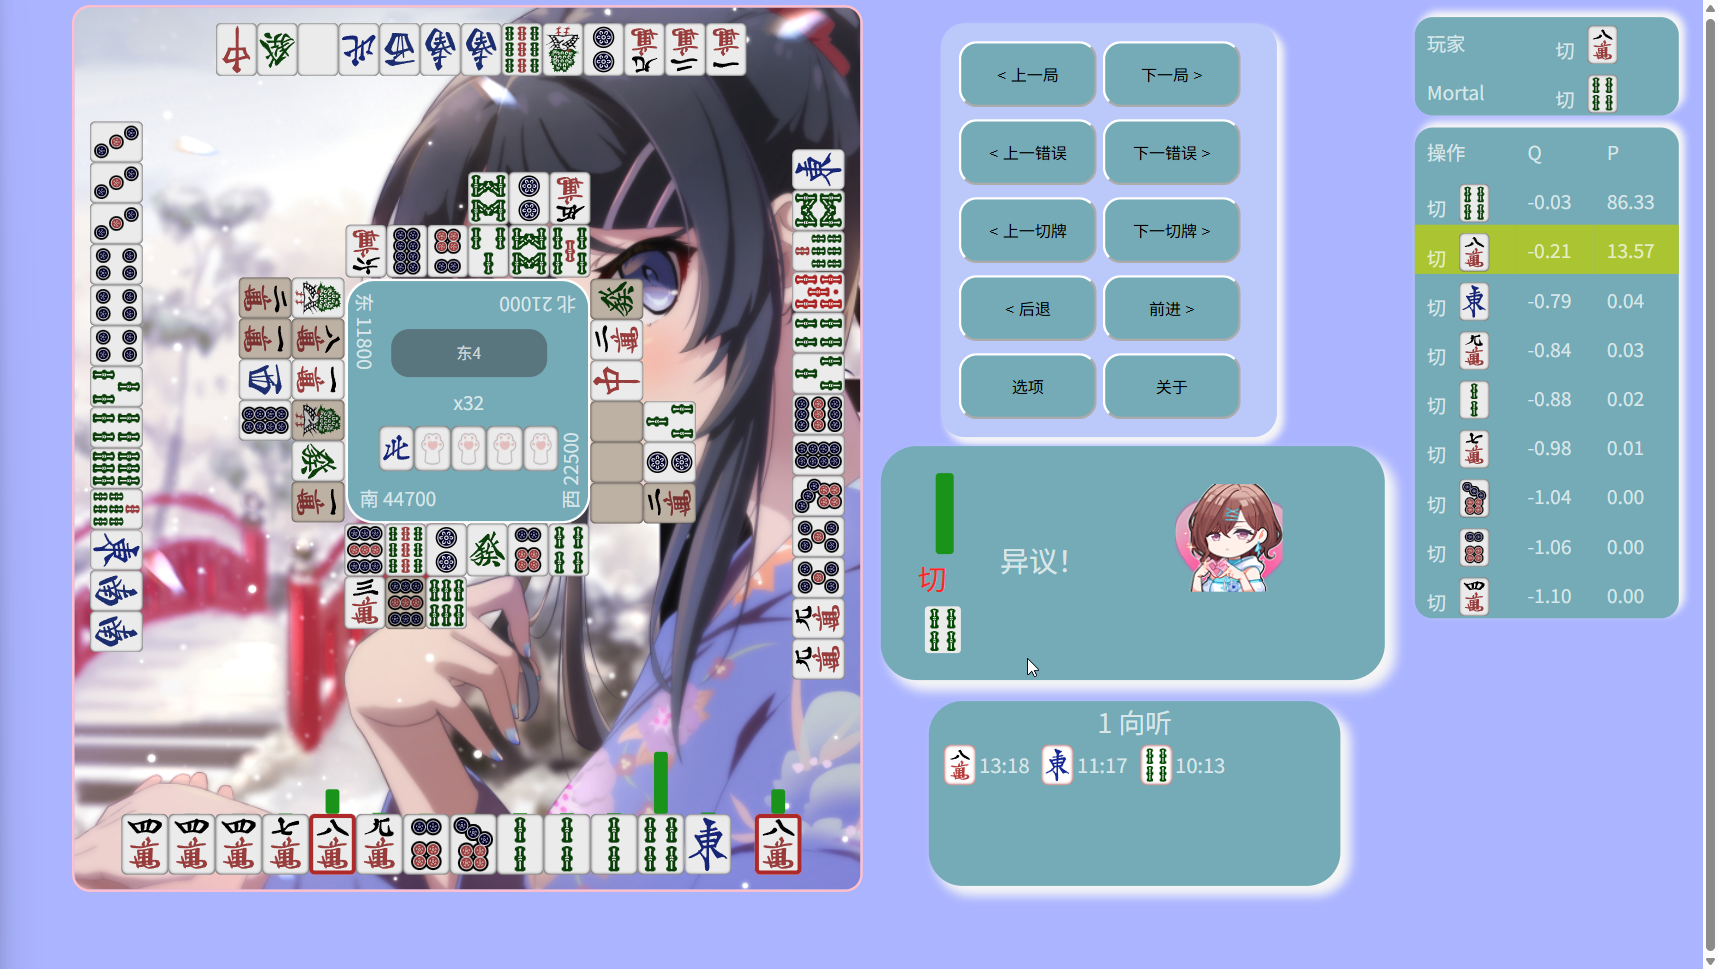 < 上一局
下一局 >
< 上一错误
下一错误 >
< 上一切牌
下一切牌 >
< 后退
前进 >
选项
关于
玩家 切
Mortal 切
操作 Q P
切 -0.03 86.33
切 -0.21 13.57
切 -0.79 0.04
切 -0.84 0.03
切 -0.88 0.02
切 -0.98 0.01
切 -1.04 0.00
切 -1.06 0.00
切 -1.10 0.00
东 11800
北 21000
东4
x32
南 44700
西 22500
切
异议！
1 向听
13:18 11:17 10:13